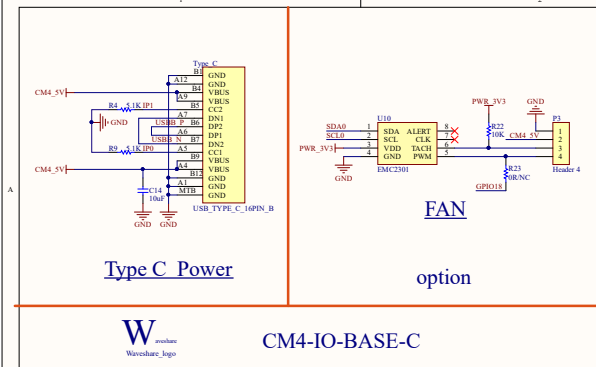 Type_C
B1
GND
A12
GND
CM4_5V
B4
VBUS
A9
VBUS
R4
5.1K
IP1
B5
CC2
A7
DN1
GND
USBB_P
B6
DP2
A6
DP1
USBB_N
B7
DN2
R9
5.1K
IP0
A5
CC1
B9
VBUS
CM4_5V
A4
VBUS
B12
GND
A1
GND
MTB
GND
C14
10uF
USB_TYPE_C_16PIN_B
GND
GND
Type C Power
U10
SDA0
1
SDA
ALERT
8
SCL0
2
SCL
CLK
7
PWR_3V3
3
VDD
TACH
6
4
GND
PWM
5
GND
EMC2301
PWR_3V3
R22
10K
GND
P3
1
CM4_5V
2
3
4
Header 4
R23
0R/NC
GPIO18
FAN
option
A
W
aveshare
Waveshare_logo
CM4-IO-BASE-C